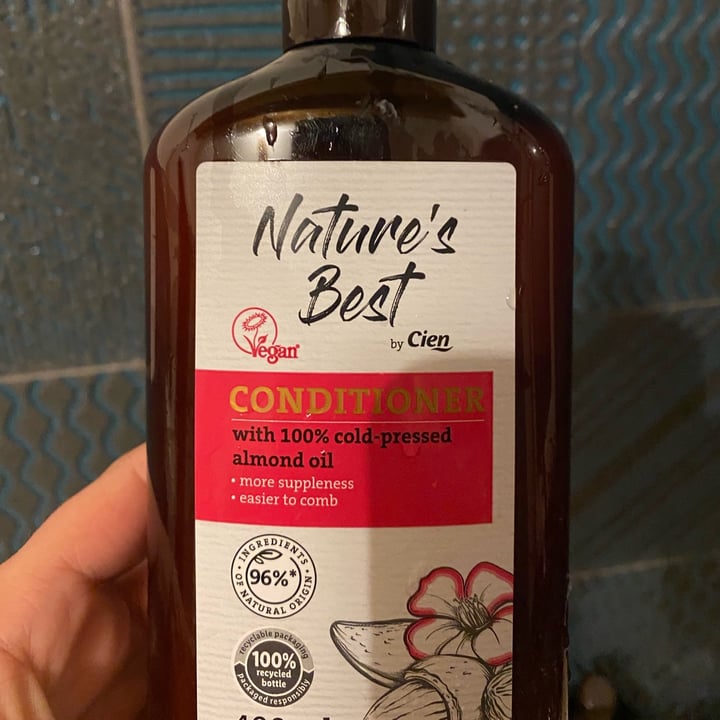 Nature's
Best
by Cien
Vegan
CONDITIONER
with 100% cold-pressed
almond oil
• more suppleness
• easier to comb
INGREDIENTS
96%*
OF NATURAL ORIGIN
recyclable packaging
100%
recycled
bottle
packaged responsibly